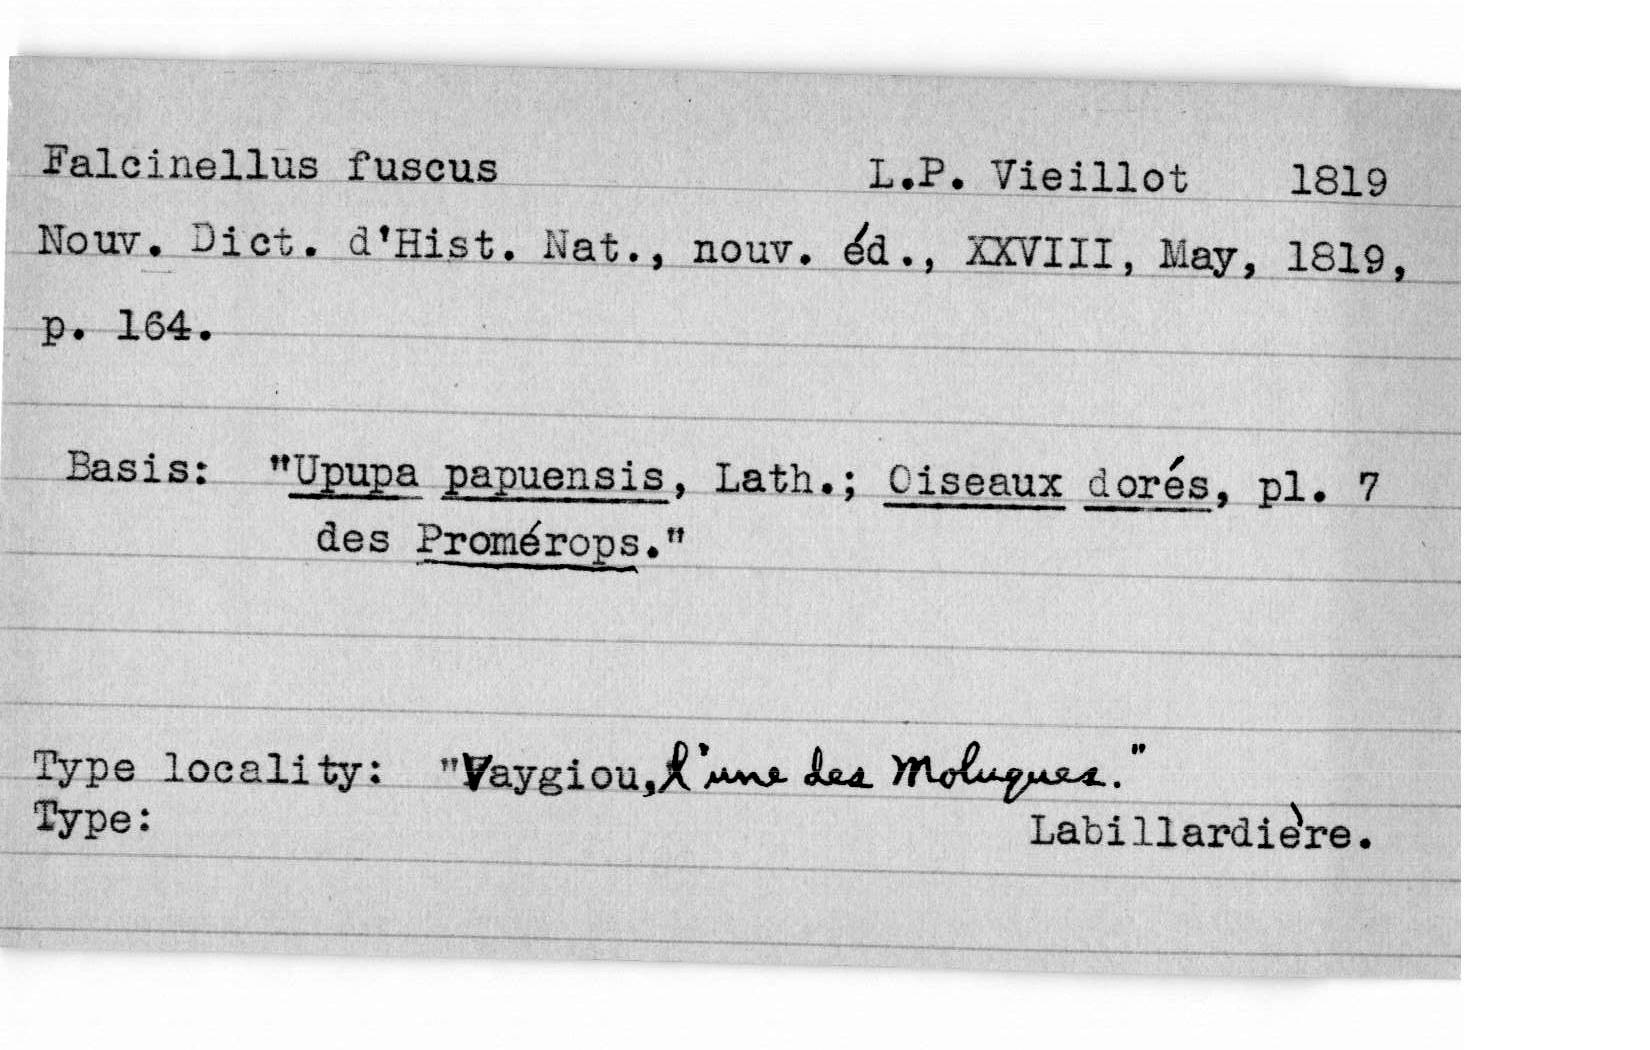 Falcinellus fuscus L.P. Vieillot 1819
Nouv. Dict. d'Hist. Nat., nouv. éd., XXVIII, May, 1819,
p. 164.
Basis: "Upupa papuensis, Lath.; Oiseaux dorés, pl. 7
des Promérops."
Type locality: "Vaygiou, l'une des Moluques."
Type: Labillardière.